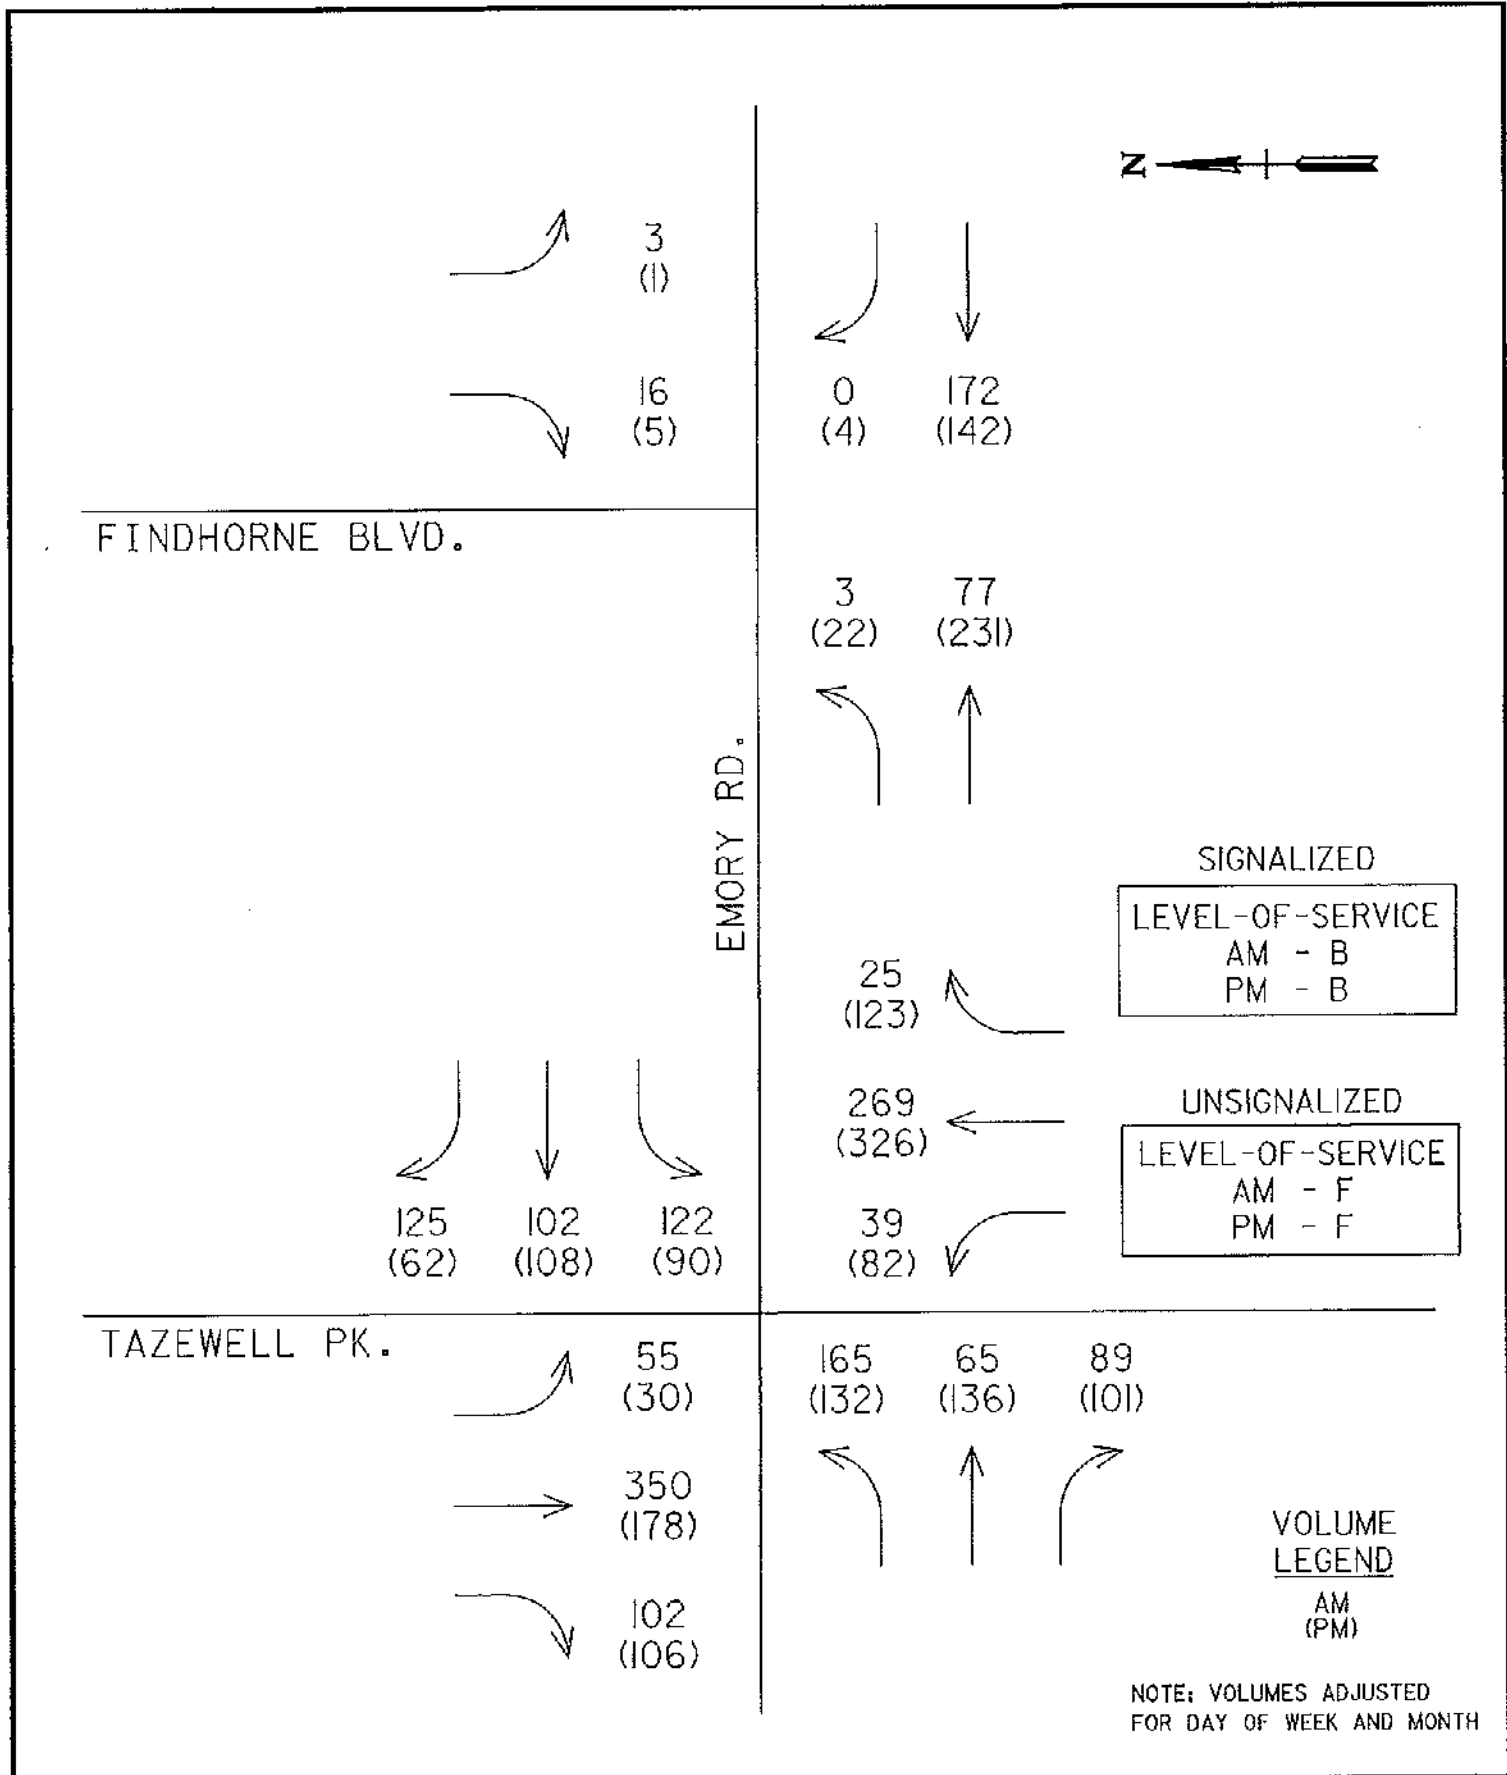 N
3
(1)
16
(5)
0
(4)
172
(142)
FINDHORNE BLVD.
3
(22)
77
(231)
EMORY RD.
SIGNALIZED
LEVEL-OF-SERVICE
AM - B
PM - B
25
(123)
269
(326)
39
(82)
UNSIGNALIZED
LEVEL-OF-SERVICE
AM - F
PM - F
125
(62)
102
(108)
122
(90)
TAZEWELL PK.
55
(30)
350
(178)
102
(106)
165
(132)
65
(136)
89
(101)
VOLUME
LEGEND
AM
(PM)
NOTE: VOLUMES ADJUSTED
FOR DAY OF WEEK AND MONTH